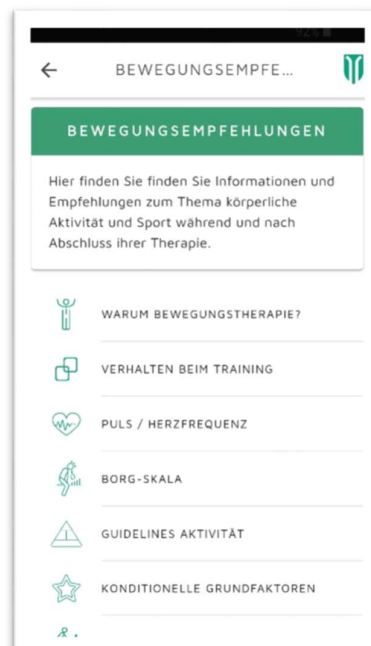 92%
BEWEGUNGSEMPFE...
BEWEGUNGSEMPFEHLUNGEN
Hier finden Sie finden Sie Informationen und
Empfehlungen zum Thema körperliche
Aktivität und Sport während und nach
Abschluss ihrer Therapie.
WARUM BEWEGUNGSTHERAPIE?
VERHALTEN BEIM TRAINING
PULS / HERZFREQUENZ
BORG-SKALA
GUIDELINES AKTIVITÄT
KONDITIONELLE GRUNDFAKTOREN